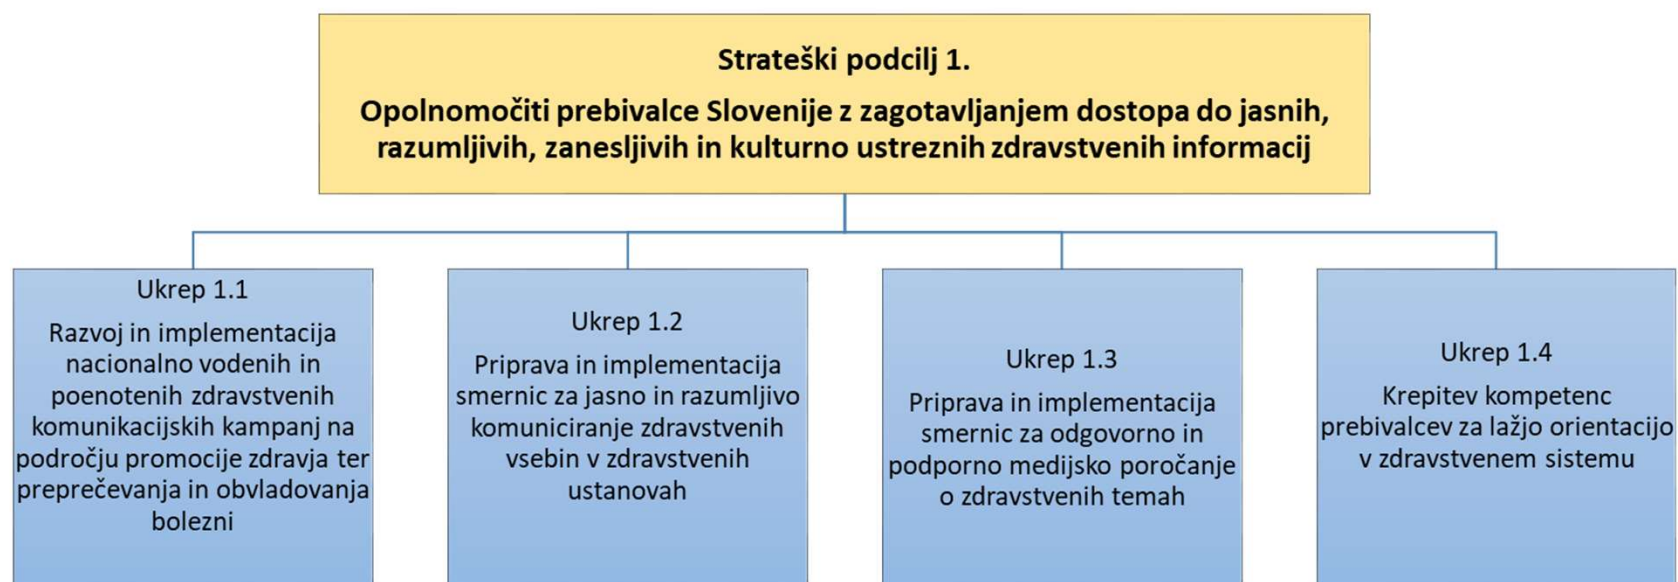 Strateški podcilj 1.
Opolnomočiti prebivalce Slovenije z zagotavljanjem dostopa do jasnih,
razumljivih, zanesljivih in kulturno ustreznih zdravstvenih informacij
Ukrep 1.1
Razvoj in implementacija
nacionalno vodenih in
poenotenih zdravstvenih
komunikacijskih kampanj na
področju promocije zdravja ter
preprečevanja in obvladovanja
bolezni
Ukrep 1.2
Priprava in implementacija
smernic za jasno in razumljivo
komuniciranje zdravstvenih
vsebin v zdravstvenih
ustanovah
Ukrep 1.3
Priprava in implementacija
smernic za odgovorno in
podporno medijsko poročanje
o zdravstvenih temah
Ukrep 1.4
Krepitev kompetenc
prebivalcev za lažjo orientacijo
v zdravstvenem sistemu